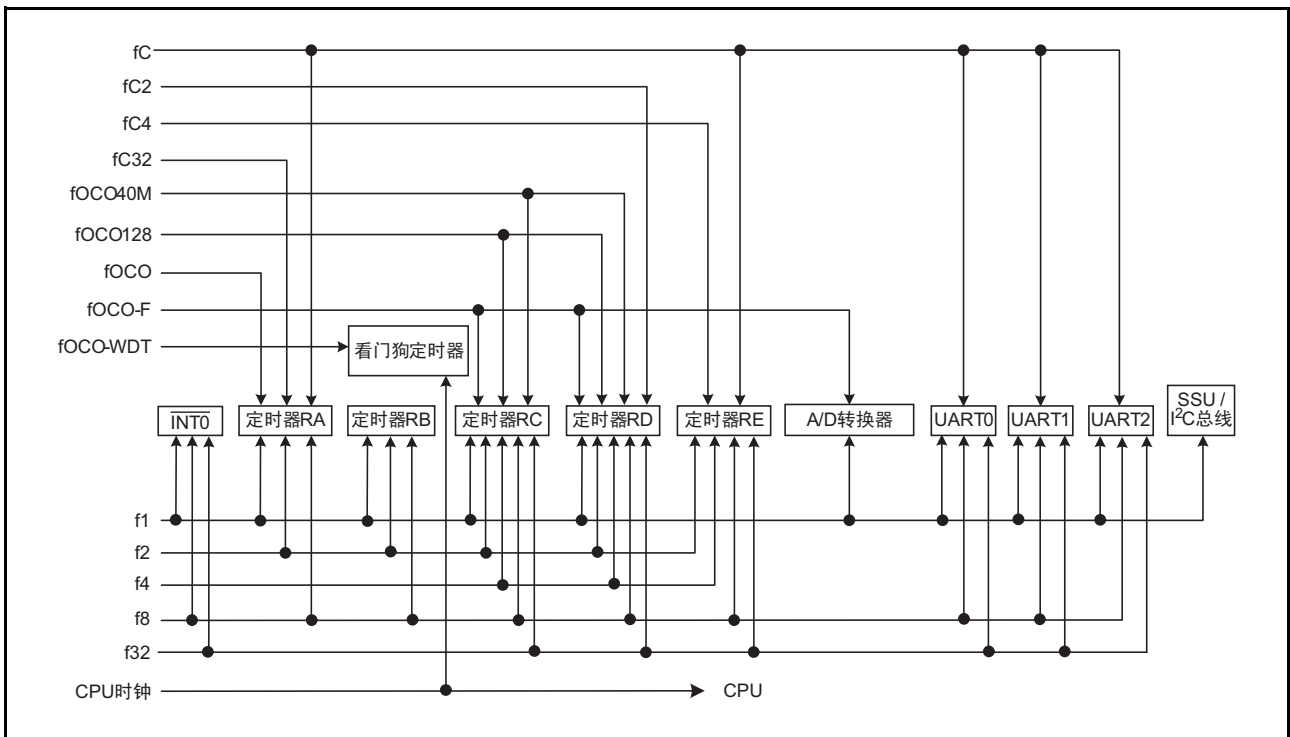 fC
fC2
fC4
fC32
fOCO40M
fOCO128
fOCO
fOCO-F
fOCO-WDT
看门狗定时器
INT0
定时器RA
定时器RB
定时器RC
定时器RD
定时器RE
A/D转换器
UART0
UART1
UART2
SSU /
I²C总线
f1
f2
f4
f8
f32
CPU时钟
CPU